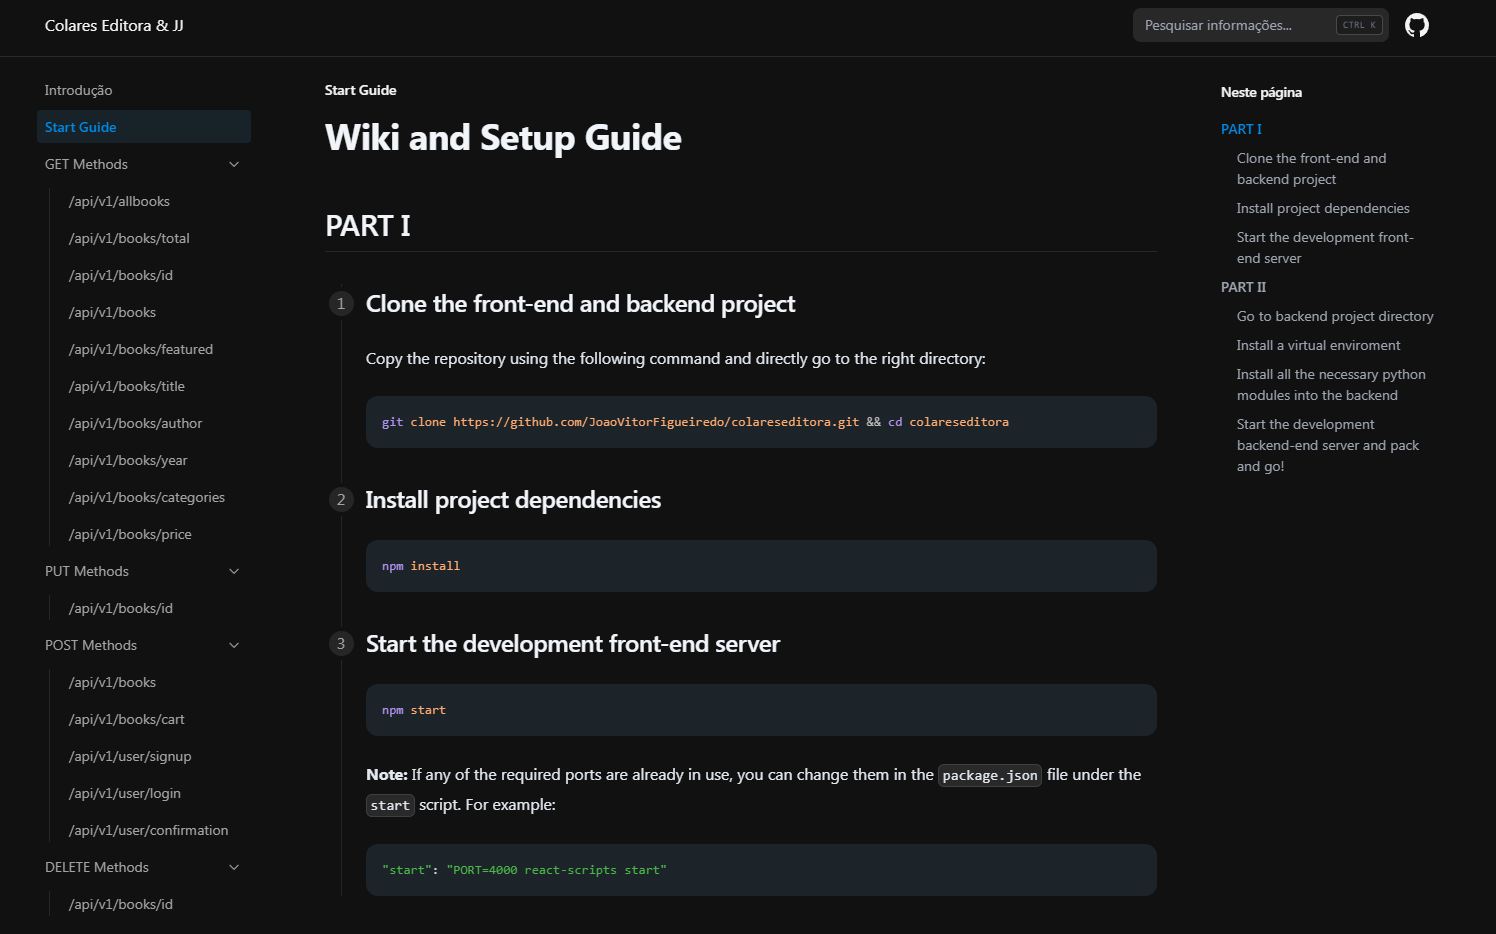 Colares Editora & JJ
Pesquisar informações...
CTRL K
Introdução
Start Guide
GET Methods
/api/v1/allbooks
/api/v1/books/total
/api/v1/books/id
/api/v1/books
/api/v1/books/featured
/api/v1/books/title
/api/v1/books/author
/api/v1/books/year
/api/v1/books/categories
/api/v1/books/price
PUT Methods
/api/v1/books/id
POST Methods
/api/v1/books
/api/v1/books/cart
/api/v1/user/signup
/api/v1/user/login
/api/v1/user/confirmation
DELETE Methods
/api/v1/books/id
Start Guide
Wiki and Setup Guide
PART I
1 Clone the front-end and backend project
Copy the repository using the following command and directly go to the right directory:
git clone https://github.com/JoaoVitorFigueiredo/colareseditora.git && cd colareseditora
2 Install project dependencies
npm install
3 Start the development front-end server
npm start
Note: If any of the required ports are already in use, you can change them in the package.json file under the
start script. For example:
"start": "PORT=4000 react-scripts start"
Neste página
PART I
Clone the front-end and
backend project
Install project dependencies
Start the development front-
end server
PART II
Go to backend project directory
Install a virtual enviroment
Install all the necessary python
modules into the backend
Start the development
backend-end server and pack
and go!